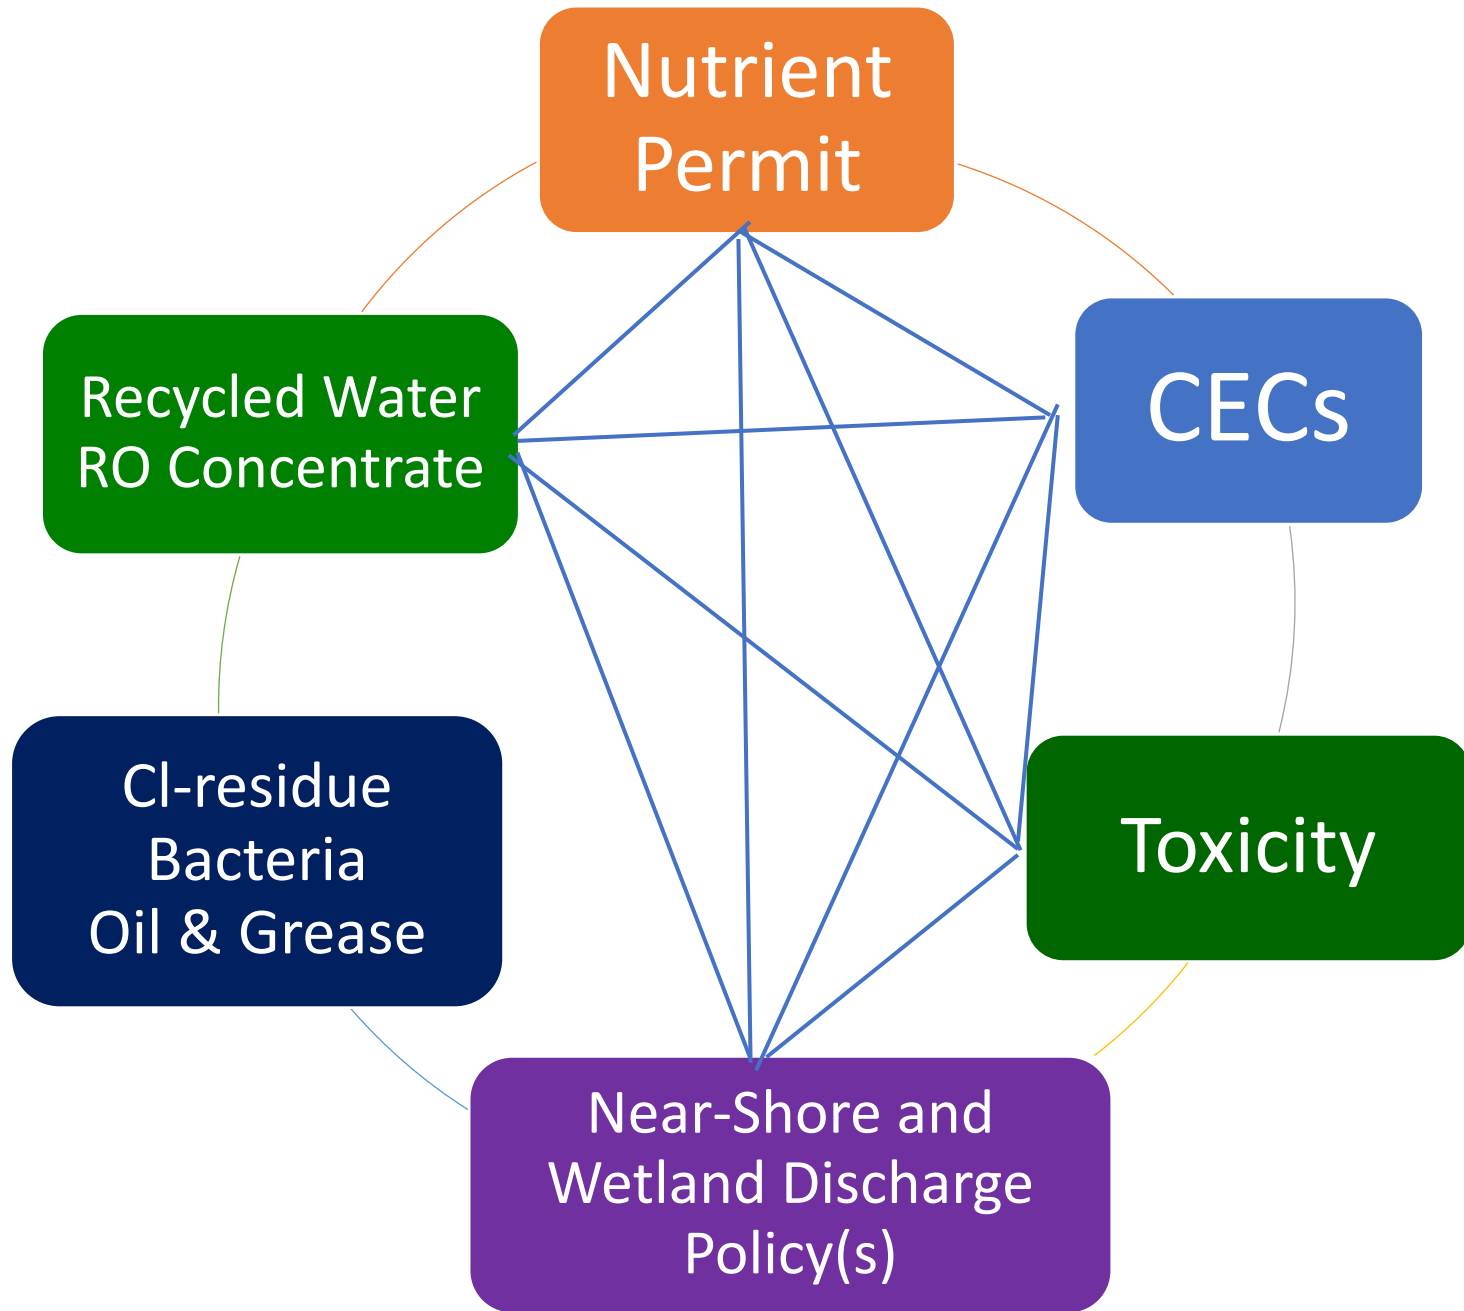 Nutrient
Permit
CECs
Recycled Water
RO Concentrate
Toxicity
Cl-residue
Bacteria
Oil & Grease
Near-Shore and
Wetland Discharge
Policy(s)